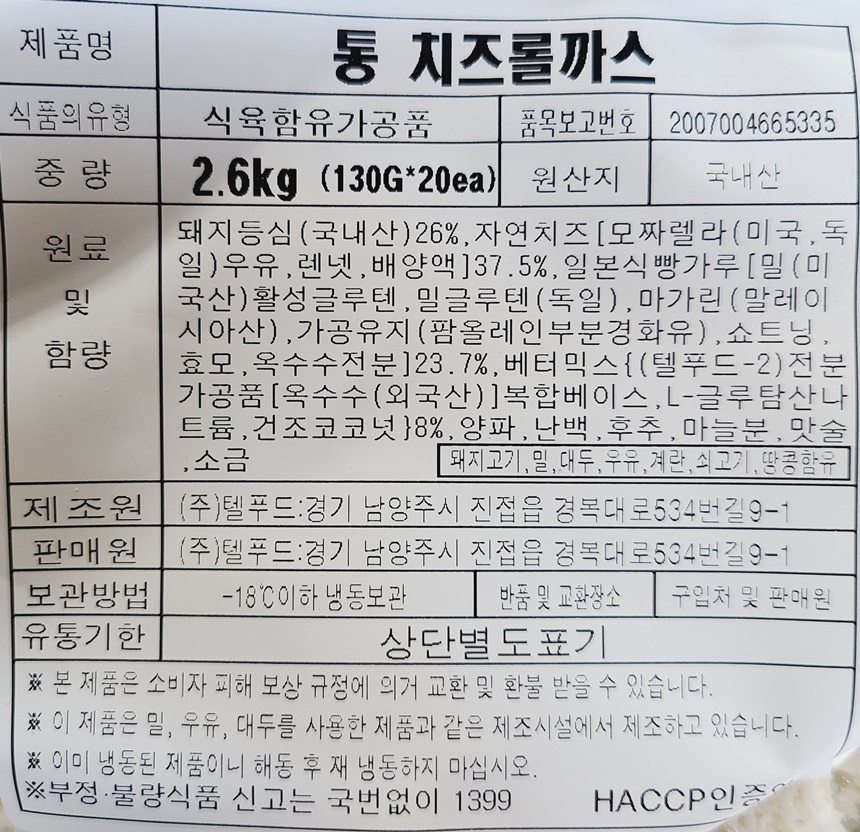 제품명 통 치즈롤까스
식품의유형 식육함유가공품 품목보고번호 2007004665335
중 량 2.6kg (130G*20ea) 원산지 국내산
원료 및 함량
돼지등심(국내산)26%,자연치즈[모짜렐라(미국,독
일)우유,렌넷,배양액]37.5%,일본식빵가루[밀(미
국산)활성글루텐,밀글루텐(독일),마가린(말레이
시아산),가공유지(팜올레인부분경화유),쇼트닝,
효모,옥수수전분]23.7%,베터믹스{(텔푸드-2)전분
가공품[옥수수(외국산)]복합베이스,L-글루탐산나
트륨,건조코코넛}8%,양파,난백,후추,마늘분,맛술
,소금 돼지고기,밀,대두,우유,계란,쇠고기,땅콩함유
제조원 (주)텔푸드:경기 남양주시 진접읍 경복대로534번길9-1
판매원 (주)텔푸드:경기 남양주시 진접읍 경복대로534번길9-1
보관방법 -18℃이하 냉동보관 반품 및 교환장소 구입처 및 판매원
유통기한 상단별도표기
※ 본 제품은 소비자 피해 보상 규정에 의거 교환 및 환불 받을 수 있습니다.
※ 이 제품은 밀, 우유, 대두를 사용한 제품과 같은 제조시설에서 제조하고 있습니다.
※ 이미 냉동된 제품이니 해동 후 재 냉동하지 마십시오.
※부정·불량식품 신고는 국번없이 1399 HACCP인증